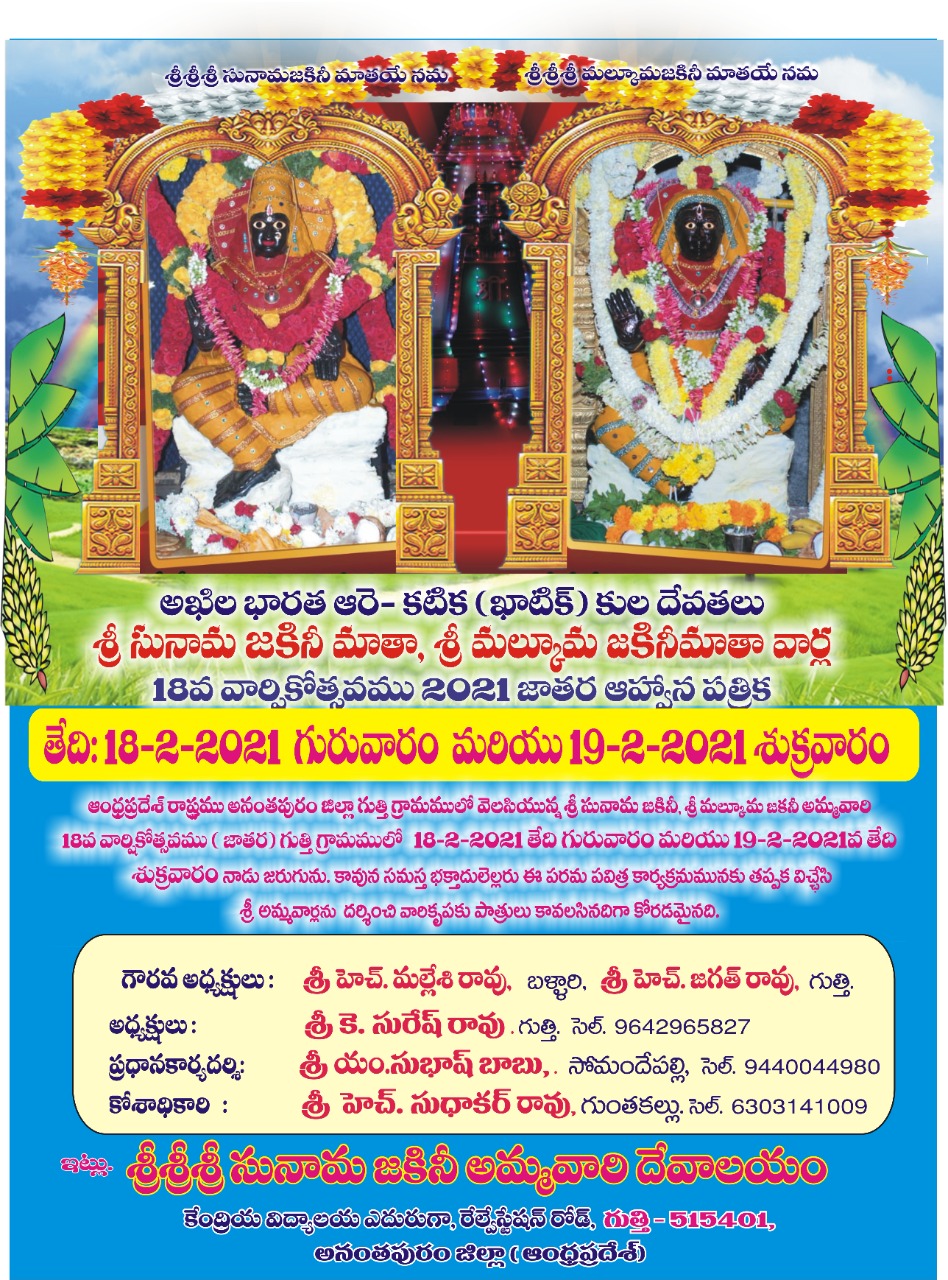 శ్రీశ్రీశ్రీ సునామజకినీ మాతయే నమ
శ్రీశ్రీశ్రీ మల్కూమజకినీ మాతయే నమ
श्री
అఖిల భారత ఆరె- కటిక (ఖాటిక్) కుల దేవతలు
శ్రీ సునామ జకినీ మాతా, శ్రీ మల్కూమ జకినీమాతా వార్ల
18వ వార్షికోత్సవము 2021 జాతర ఆహ్వాన పత్రిక
తేది: 18-2-2021 గురువారం మరియు 19-2-2021 శుక్రవారం
ఆంధ్రప్రదేశ్ రాష్ట్రము అనంతపురం జిల్లా గుత్తి గ్రామములో వెలసియున్న శ్రీ సునామ జకినీ, శ్రీ మల్కూమ జకనీ అమ్మవారి
18వ వార్షికోత్సవము ( జాతర) గుత్తి గ్రామములో 18-2-2021 తేది గురువారం మరియు 19-2-2021వ తేది
శుక్రవారం నాడు జరుగును. కావున సమస్త భక్తాదులెల్లరు ఈ పరమ పవిత్ర కార్యక్రమమునకు తప్పక విచ్చేసి
శ్రీ అమ్మవార్లను దర్శించి వారికృపకు పాత్రులు కావలసినదిగా కోరడమైనది.
గౌరవ అధ్యక్షులు : శ్రీ హెచ్. మల్లేశి రావు, బళ్ళారి, శ్రీ హెచ్. జగత్ రావు, గుత్తి.
అధ్యక్షులు : శ్రీ కె. సురేష్ రావు . గుత్తి. సెల్. 9642965827
ప్రధానకార్యదర్శి: శ్రీ యం.సుభాష్ బాబు, . సోమందేపల్లి, సెల్. 9440044980
కోశాధికారి : శ్రీ హెచ్. సుధాకర్ రావు, గుంతకల్లు. సెల్. 6303141009
ఇట్లు. శ్రీశ్రీశ్రీ సునామ జకినీ అమ్మవారి దేవాలయం
కేంద్రియ విద్యాలయ ఎదురుగా, రేల్వేస్టేషన్ రోడ్, గుత్తి - 515401,
అనంతపురం జిల్లా ( ఆంధ్రప్రదేశ్)